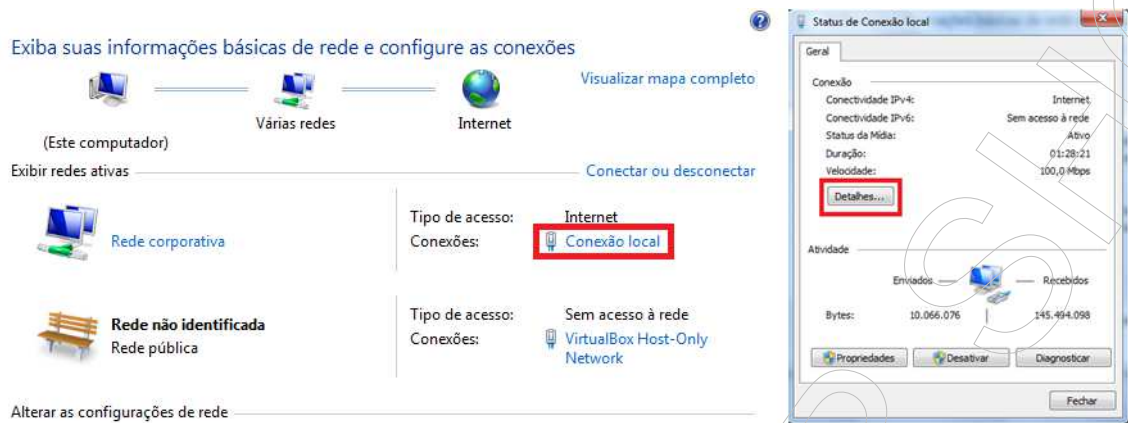 Exiba suas informações básicas de rede e configure as conexões
Visualizar mapa completo
(Este computador)
Várias redes
Internet
Exibir redes ativas
Conectar ou desconectar
Rede corporativa
Tipo de acesso: Internet
Conexões: Conexão local
Rede não identificada
Rede pública
Tipo de acesso: Sem acesso à rede
Conexões: VirtualBox Host-Only
Network
Alterar as configurações de rede
Status de Conexão local
Geral
Conexão
Conectividade IPv4: Internet
Conectividade IPv6: Sem acesso à rede
Status da Mídia: Ativo
Duração: 01:28:21
Velocidade: 100,0 Mbps
Detalhes...
Atividade
Enviados Recebidos
Bytes: 10.066.076 145.494.098
Propriedades Desativar Diagnosticar
Fechar